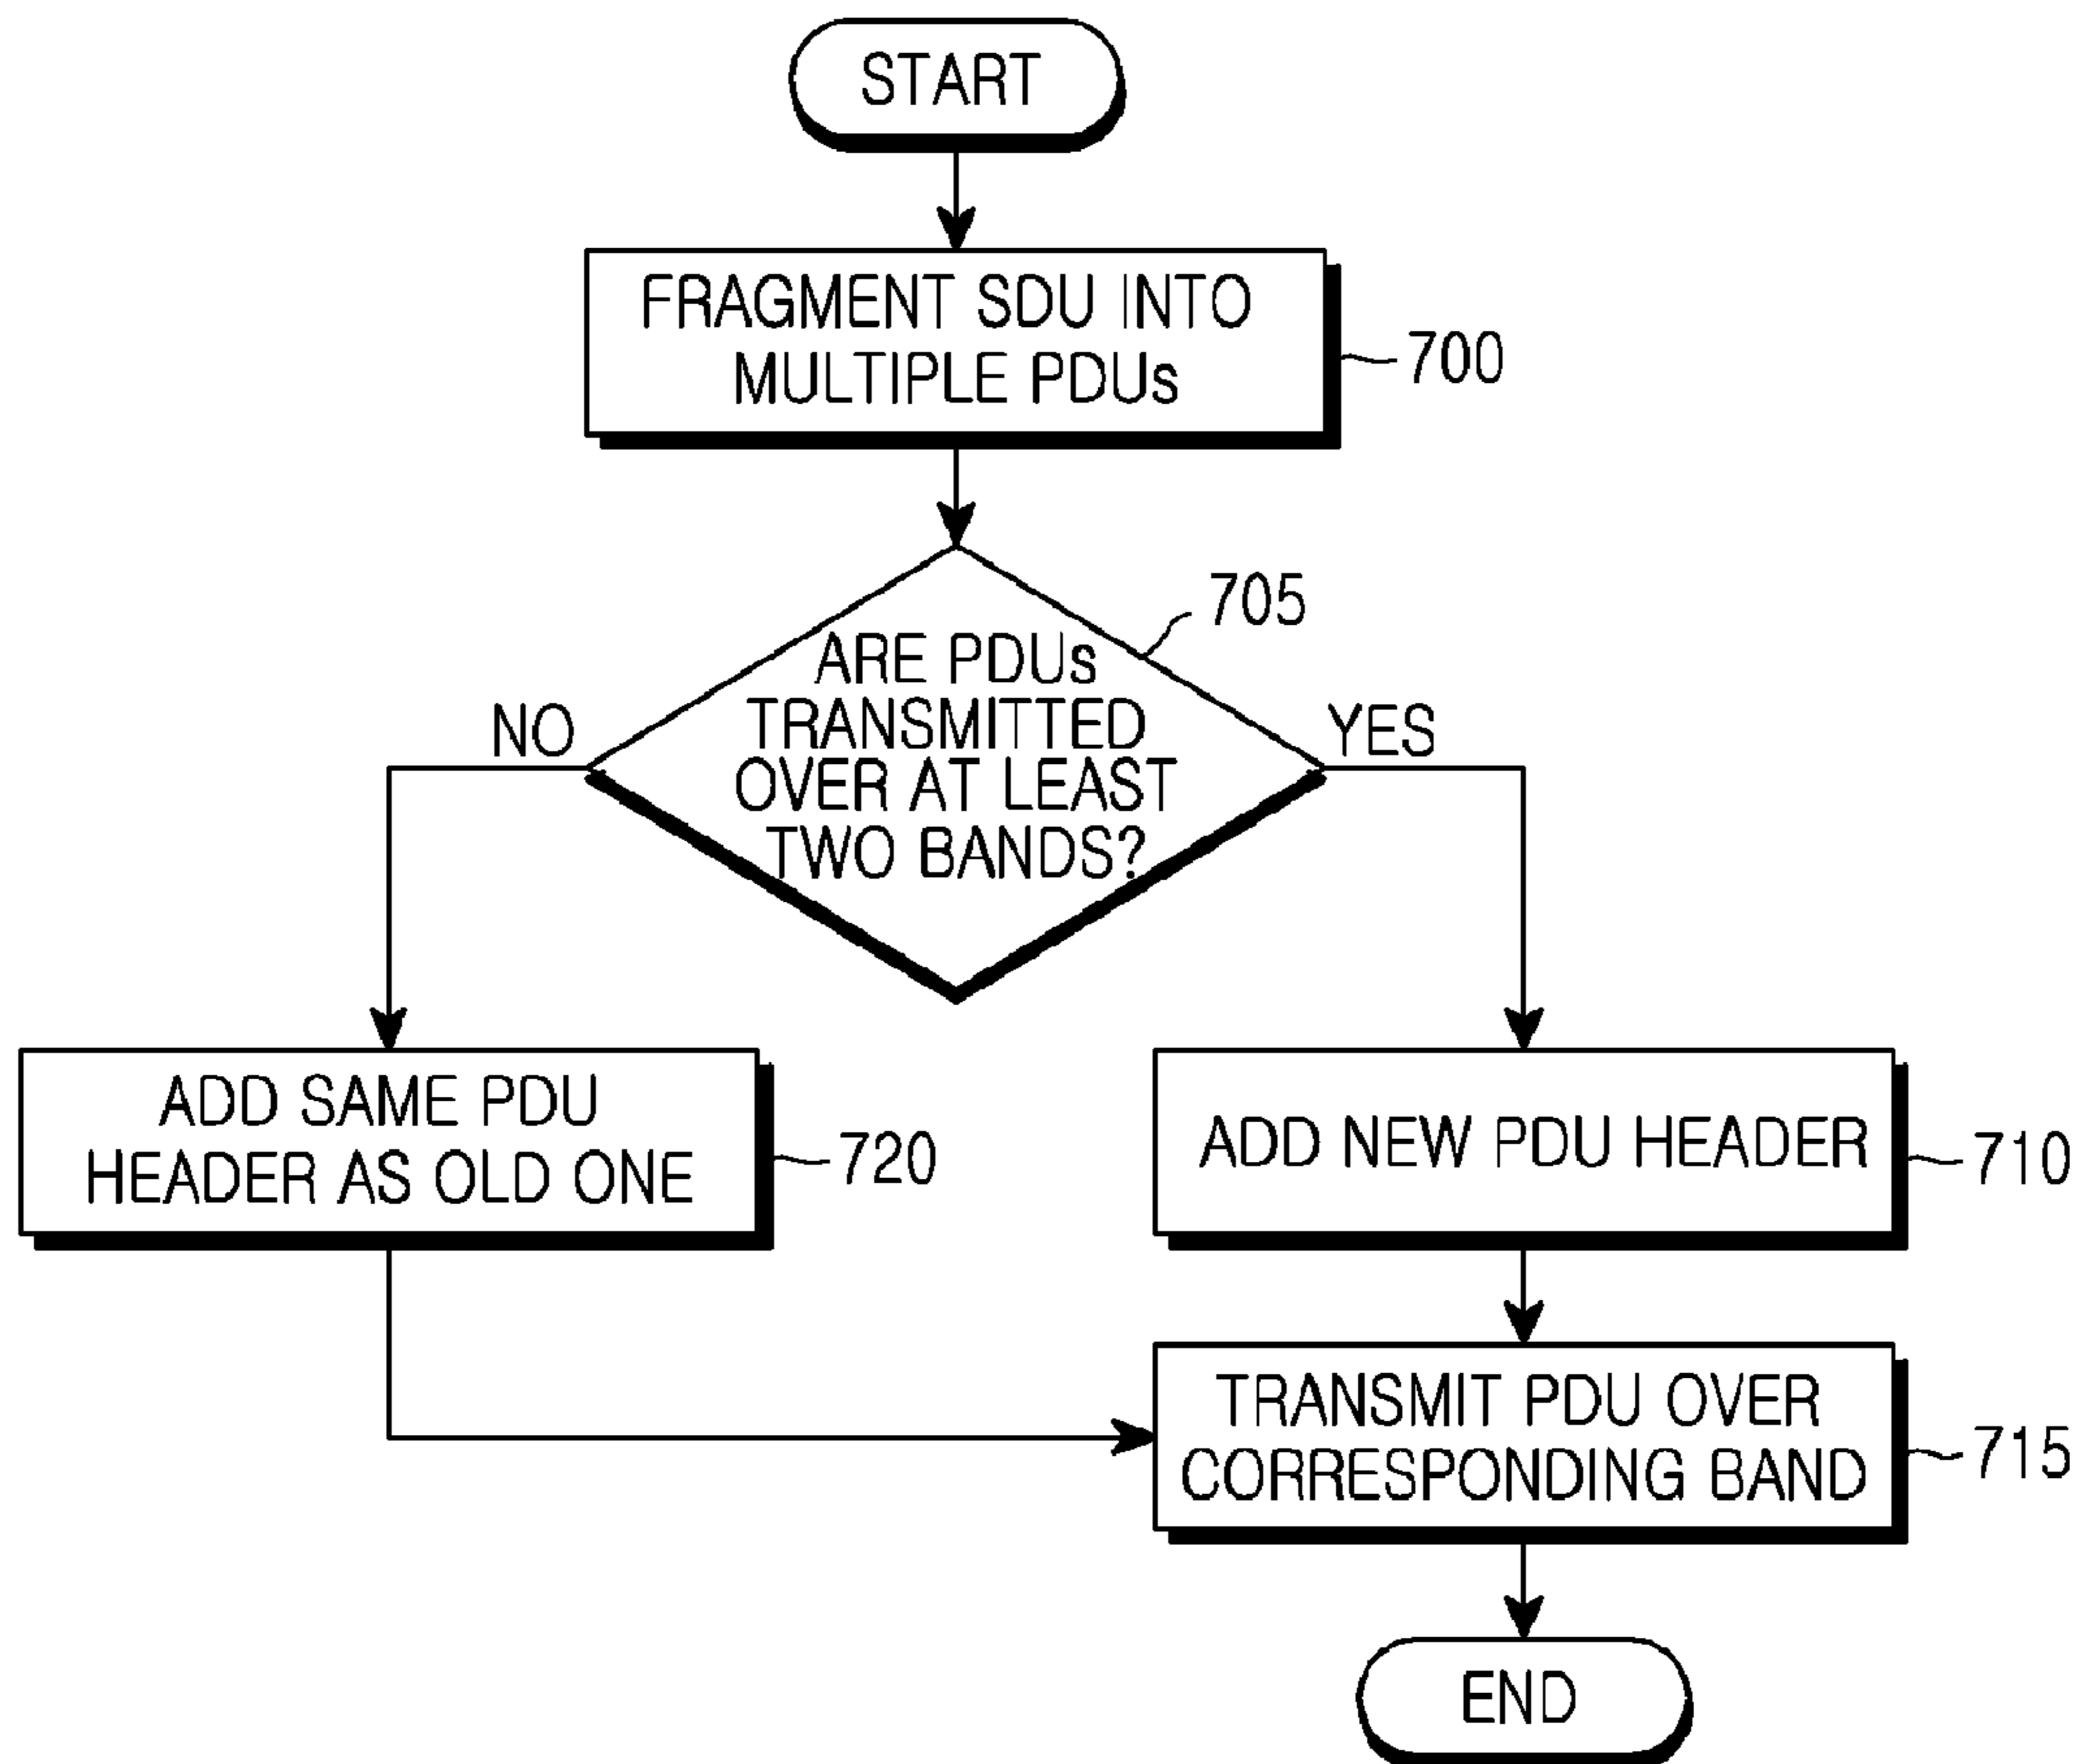 START
FRAGMENT SDU INTO
MULTIPLE PDUs
700
705
ARE PDUs
TRANSMITTED
OVER AT LEAST
TWO BANDS?
NO
YES
ADD SAME PDU
HEADER AS OLD ONE
720
ADD NEW PDU HEADER
710
TRANSMIT PDU OVER
CORRESPONDING BAND
715
END